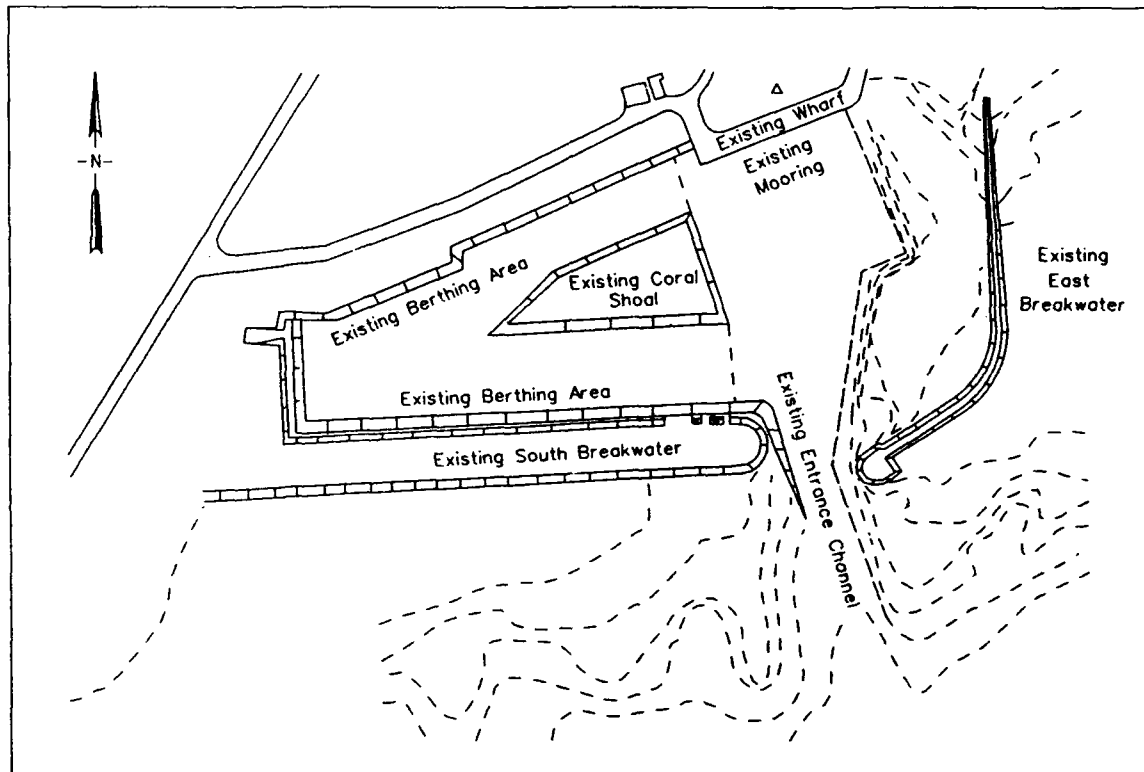 -N-
Existing Wharf
Existing
Mooring
Existing
East
Breakwater
Existing Berthing Area
Existing Coral
Shoal
Existing Berthing Area
Existing South Breakwater
Existing Entrance Channel